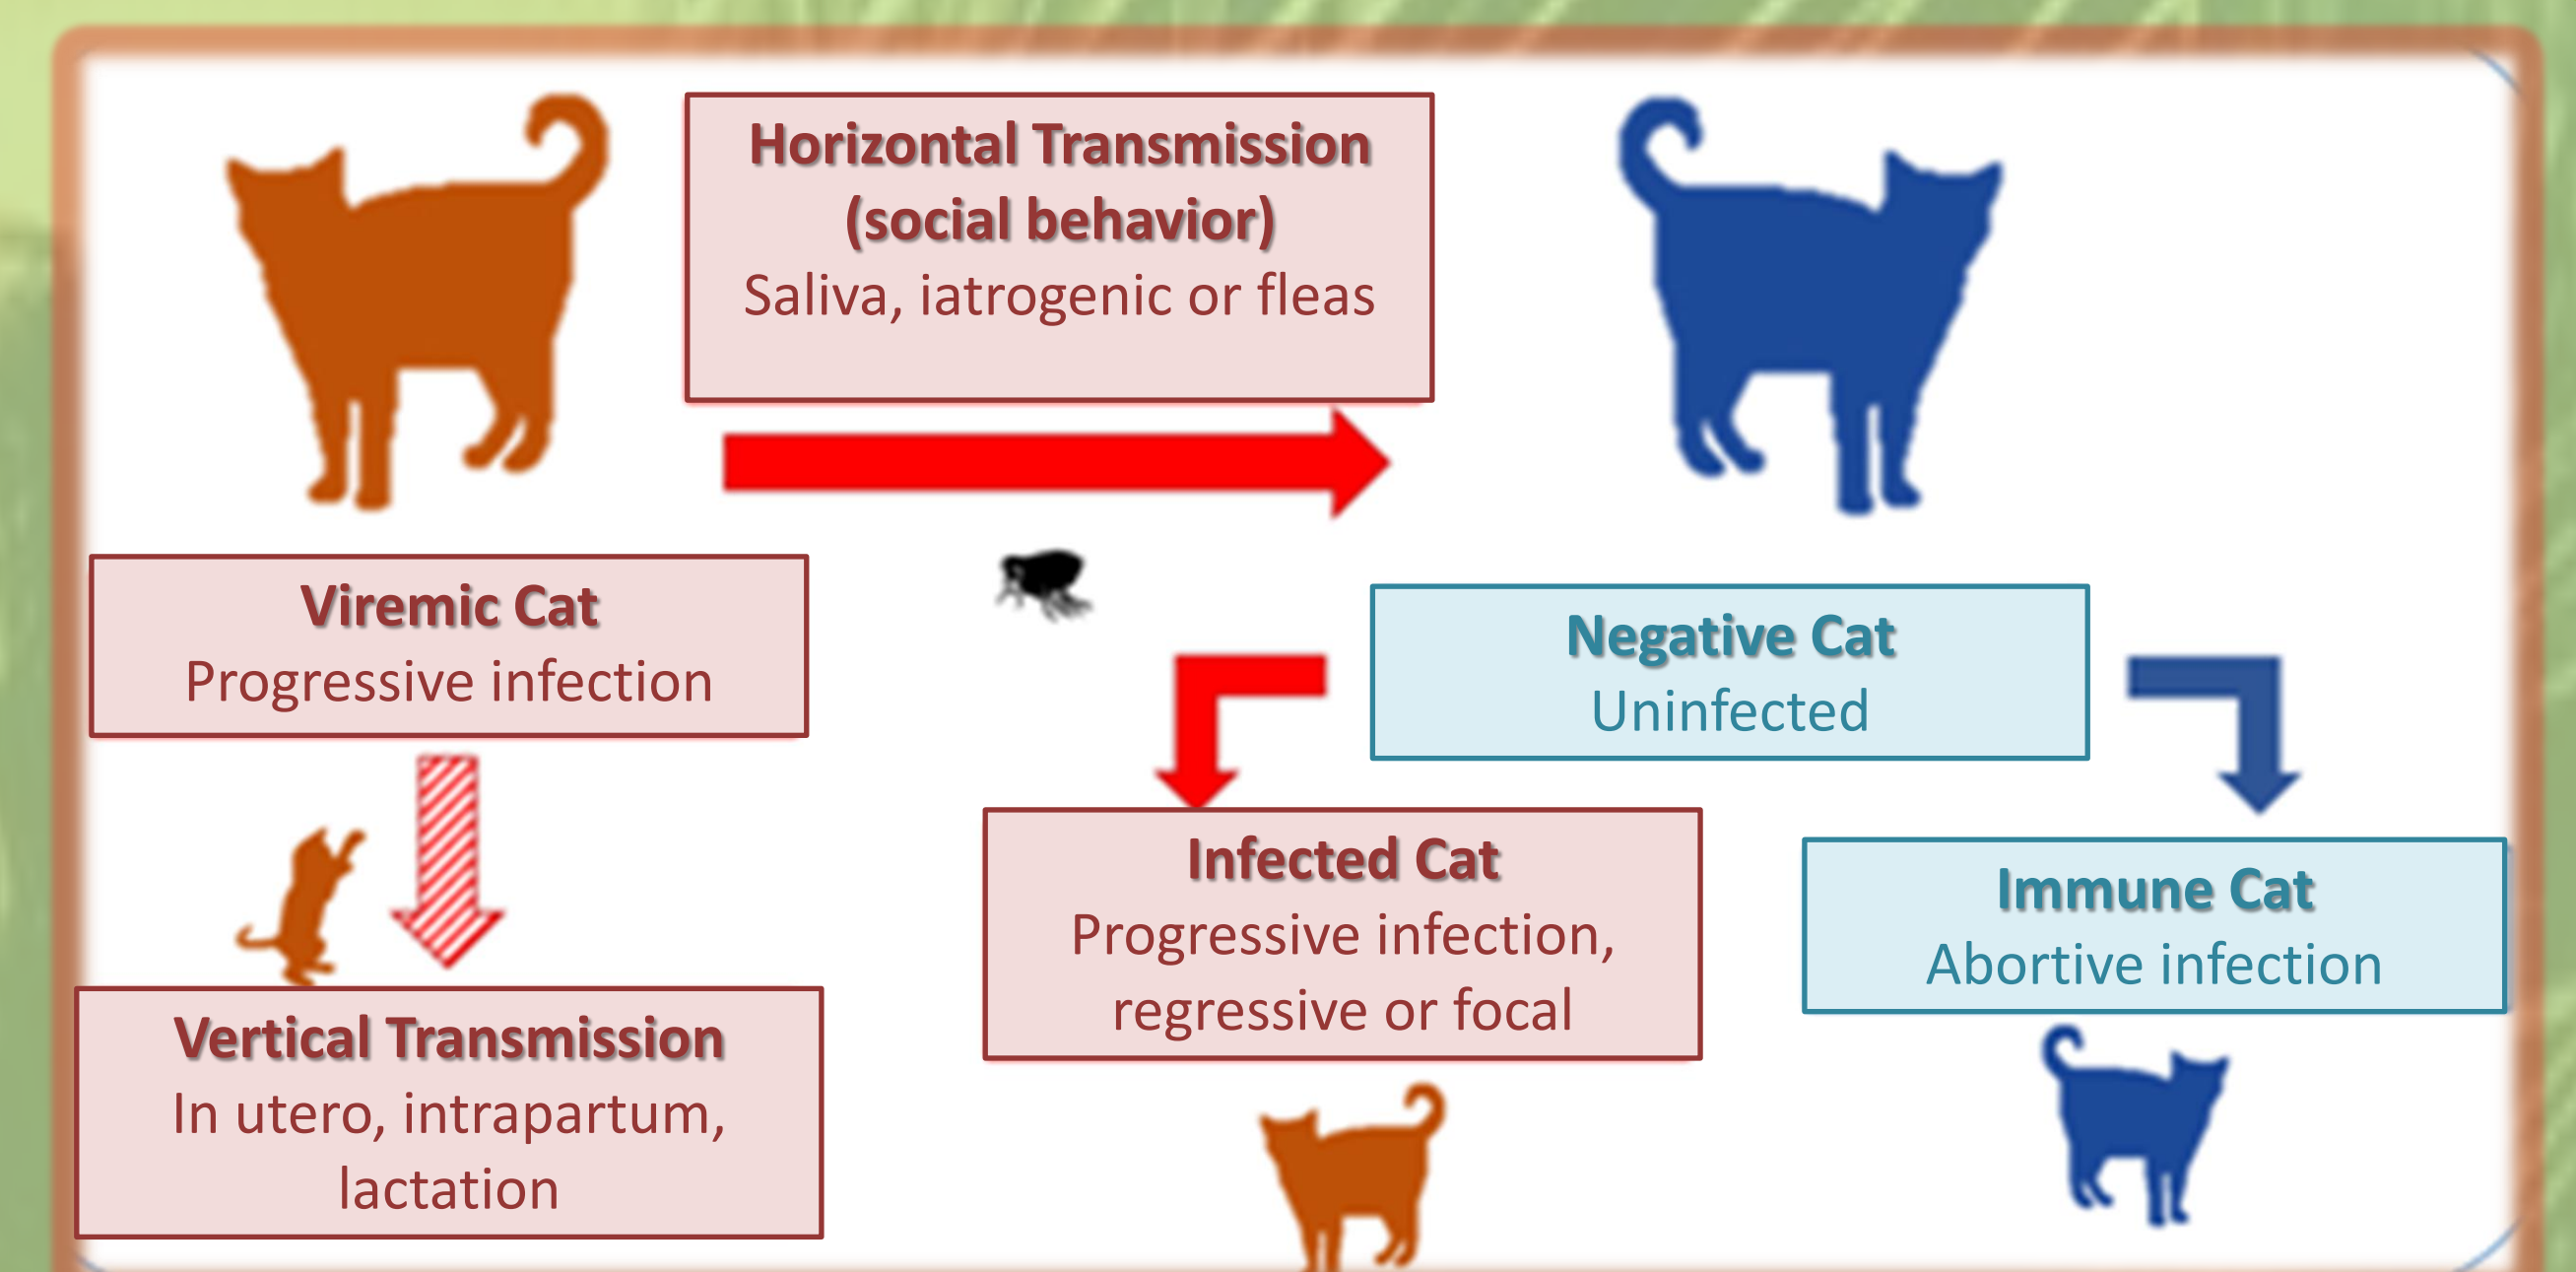 Horizontal Transmission
(social behavior)
Saliva, iatrogenic or fleas
Viremic Cat
Progressive infection
Negative Cat
Uninfected
Infected Cat
Progressive infection,
regressive or focal
Immune Cat
Abortive infection
Vertical Transmission
In utero, intrapartum,
lactation